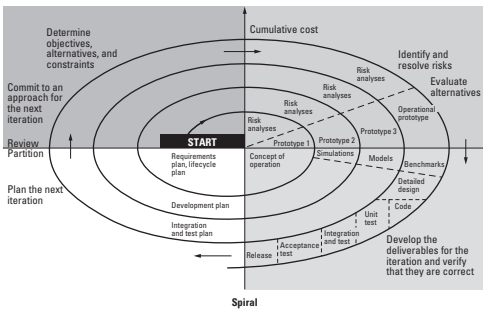 Cumulative cost
Determine
objectives,
alternatives, and
constraints
Identify and
resolve risks
Evaluate
alternatives
Commit to an
approach for
the next
iteration
Review
Partition
Plan the next
iteration
START
Risk
analyses
Risk
analyses
Risk
analyses
Risk
analyses
Operational
prototype
Prototype 1
Prototype 2
Prototype 3
Requirements
plan, lifecycle
plan
Concept of
operation
Simulations
Models
Benchmarks
Development plan
Detailed
design
Code
Unit
test
Integration
and test plan
Integration
and test
Acceptance
test
Release
Develop the
deliverables for the
iteration and verify
that they are correct
Spiral